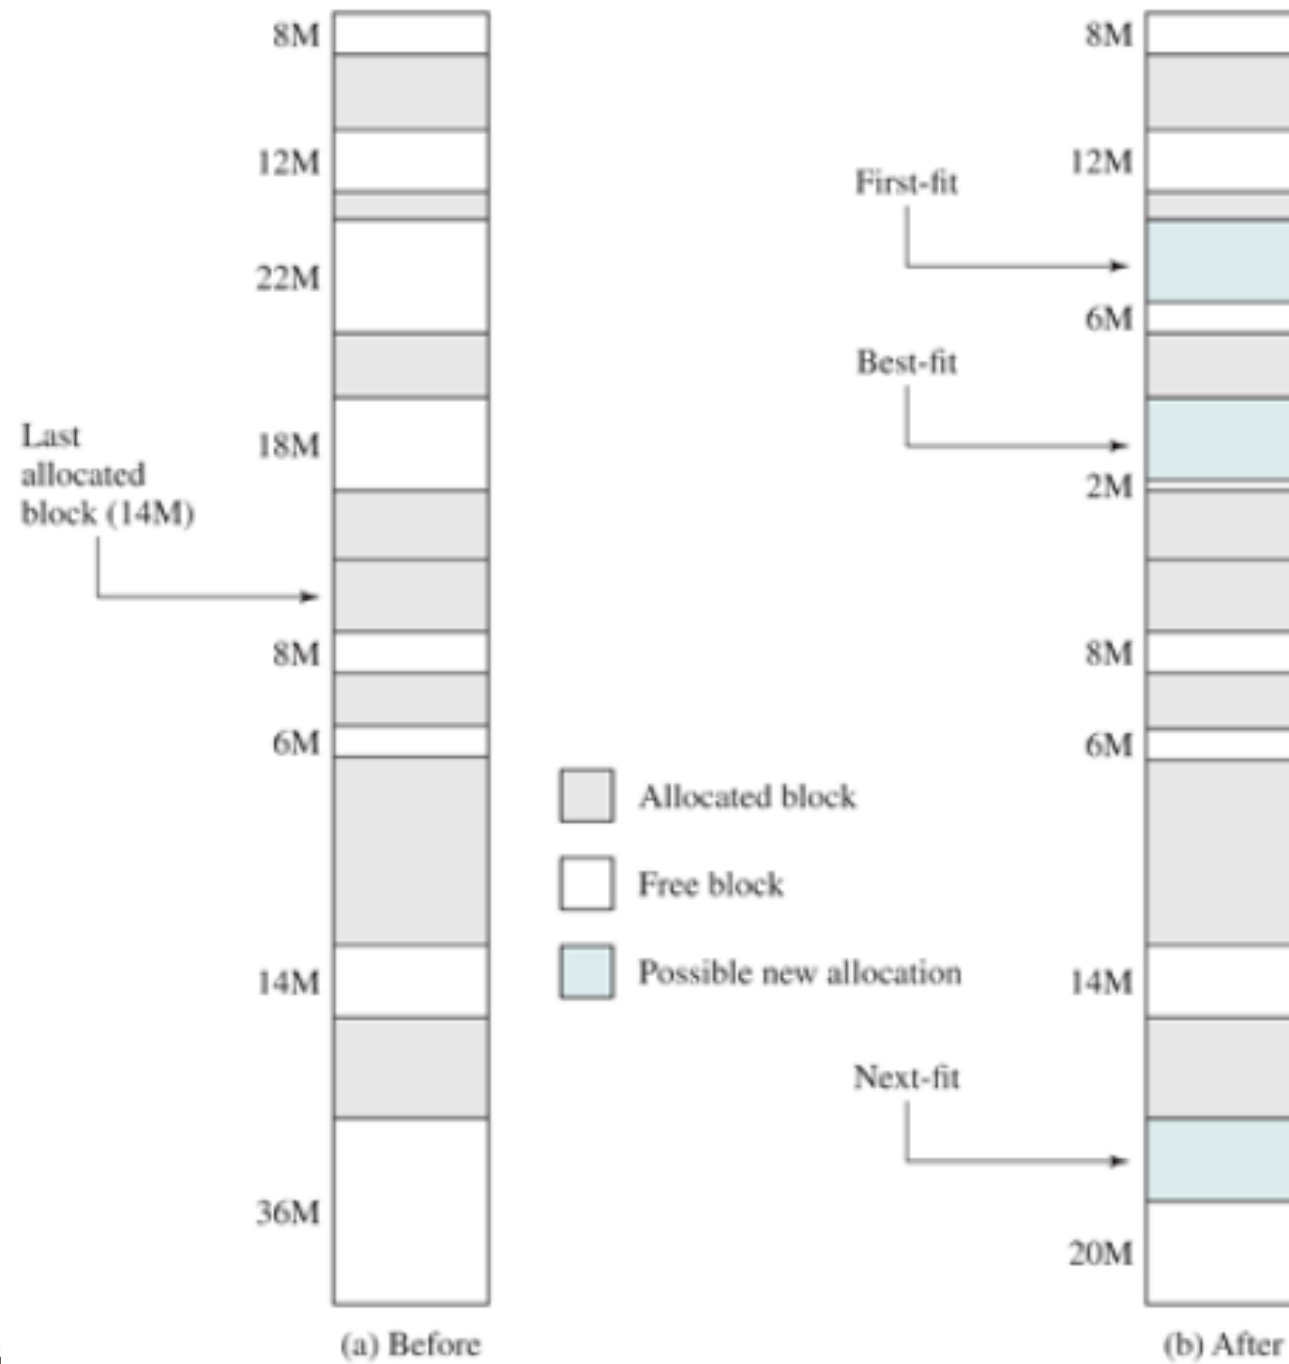 8M
12M
22M
18M
Last
allocated
block (14M)
8M
6M
14M
36M
(a) Before
Allocated block
Free block
Possible new allocation
8M
First-fit
12M
6M
Best-fit
2M
8M
6M
14M
Next-fit
20M
(b) After